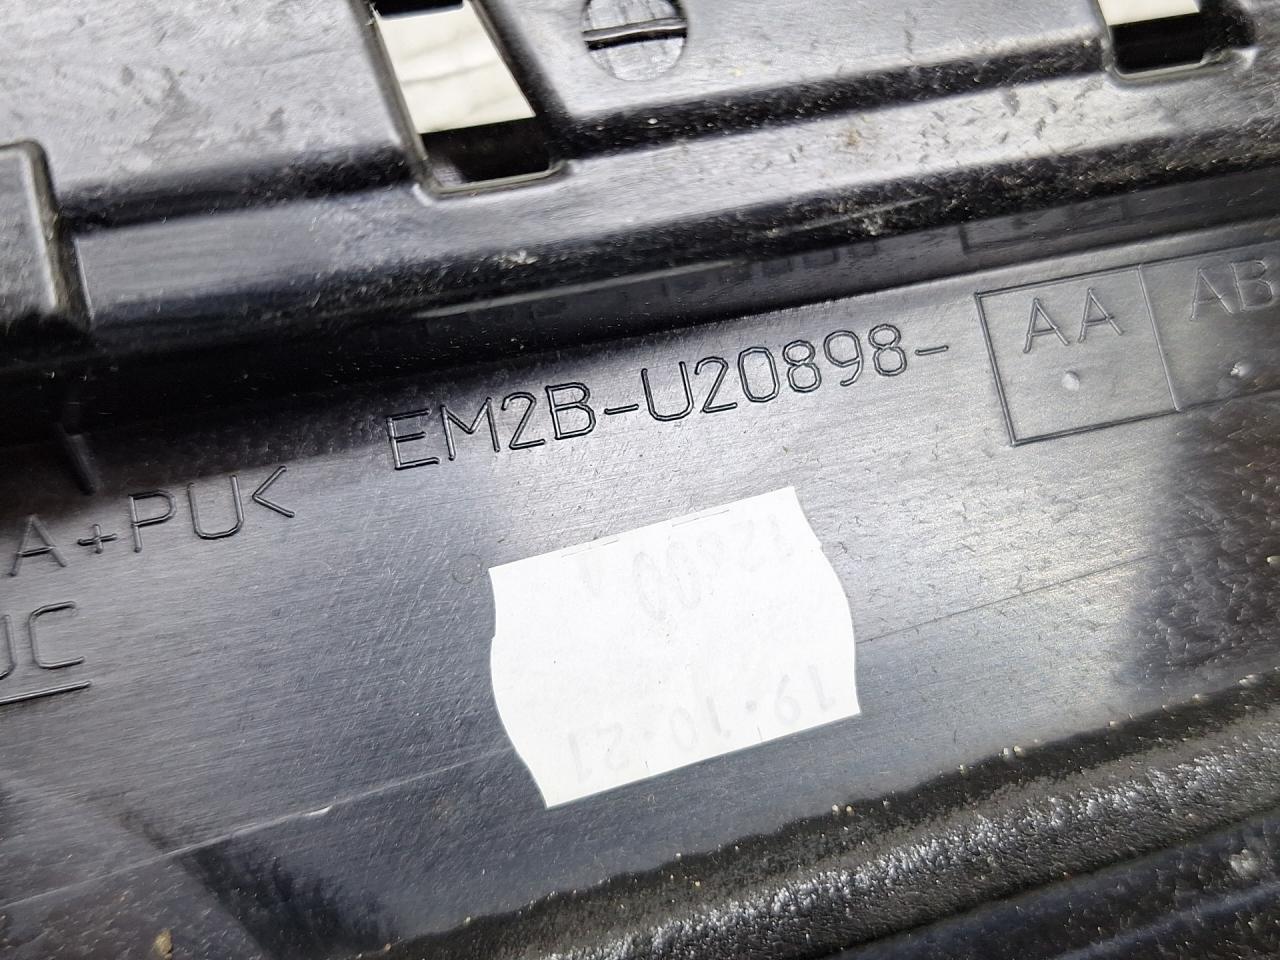 EM2B-U20898- AA AB
A+PU<
UC
12600
19.10.21